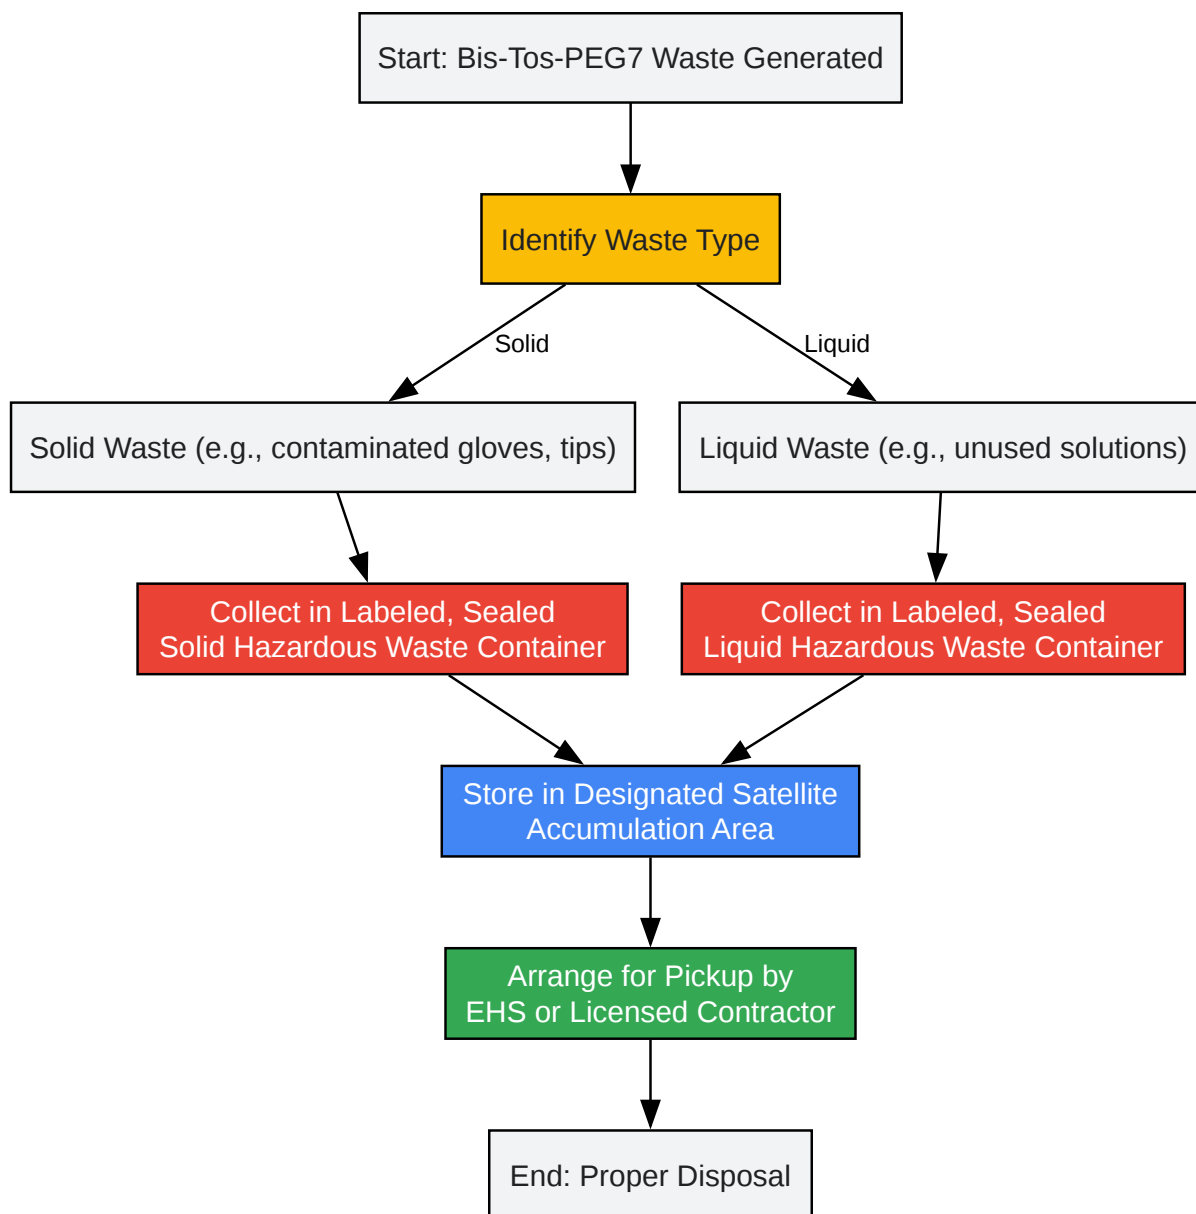 Start: Bis-Tos-PEG7 Waste Generated
Identify Waste Type
Solid
Liquid
Solid Waste (e.g., contaminated gloves, tips)
Liquid Waste (e.g., unused solutions)
Collect in Labeled, Sealed
Solid Hazardous Waste Container
Collect in Labeled, Sealed
Liquid Hazardous Waste Container
Store in Designated Satellite
Accumulation Area
Arrange for Pickup by
EHS or Licensed Contractor
End: Proper Disposal